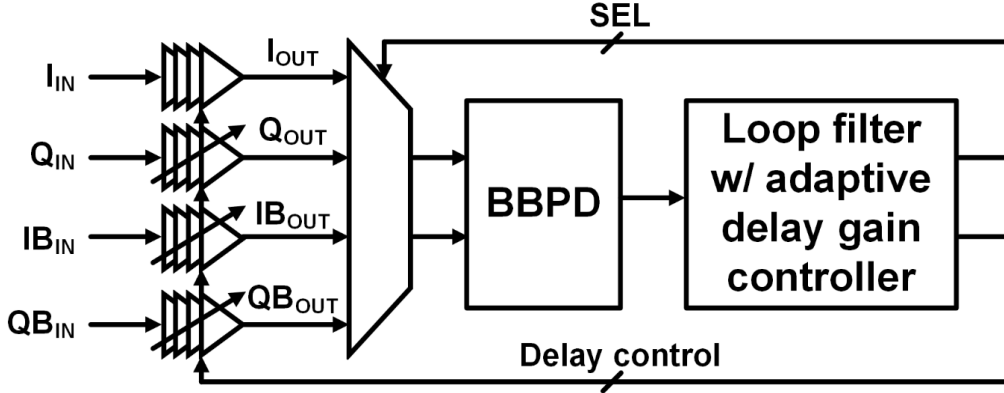 SEL
I_IN
I_OUT
Q_IN
Q_OUT
IB_IN
IB_OUT
QB_IN
QB_OUT
BBPD
Loop filter
w/ adaptive
delay gain
controller
Delay control